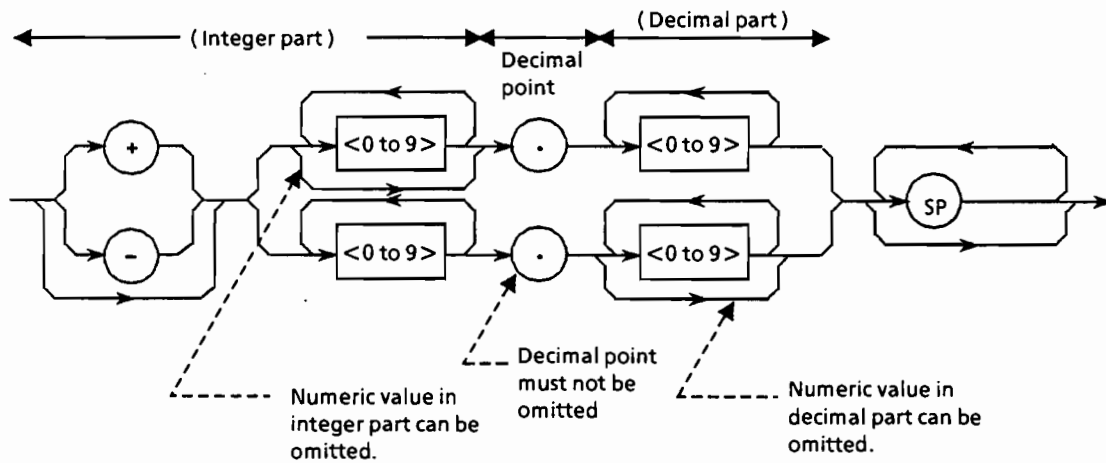 ( Integer part )
( Decimal part )
Decimal
point
+
<0 to 9>
.
<0 to 9>
-
<0 to 9>
.
<0 to 9>
SP
Numeric value in
integer part can be
omitted.
Decimal point
must not be
omitted
Numeric value in
decimal part can be
omitted.